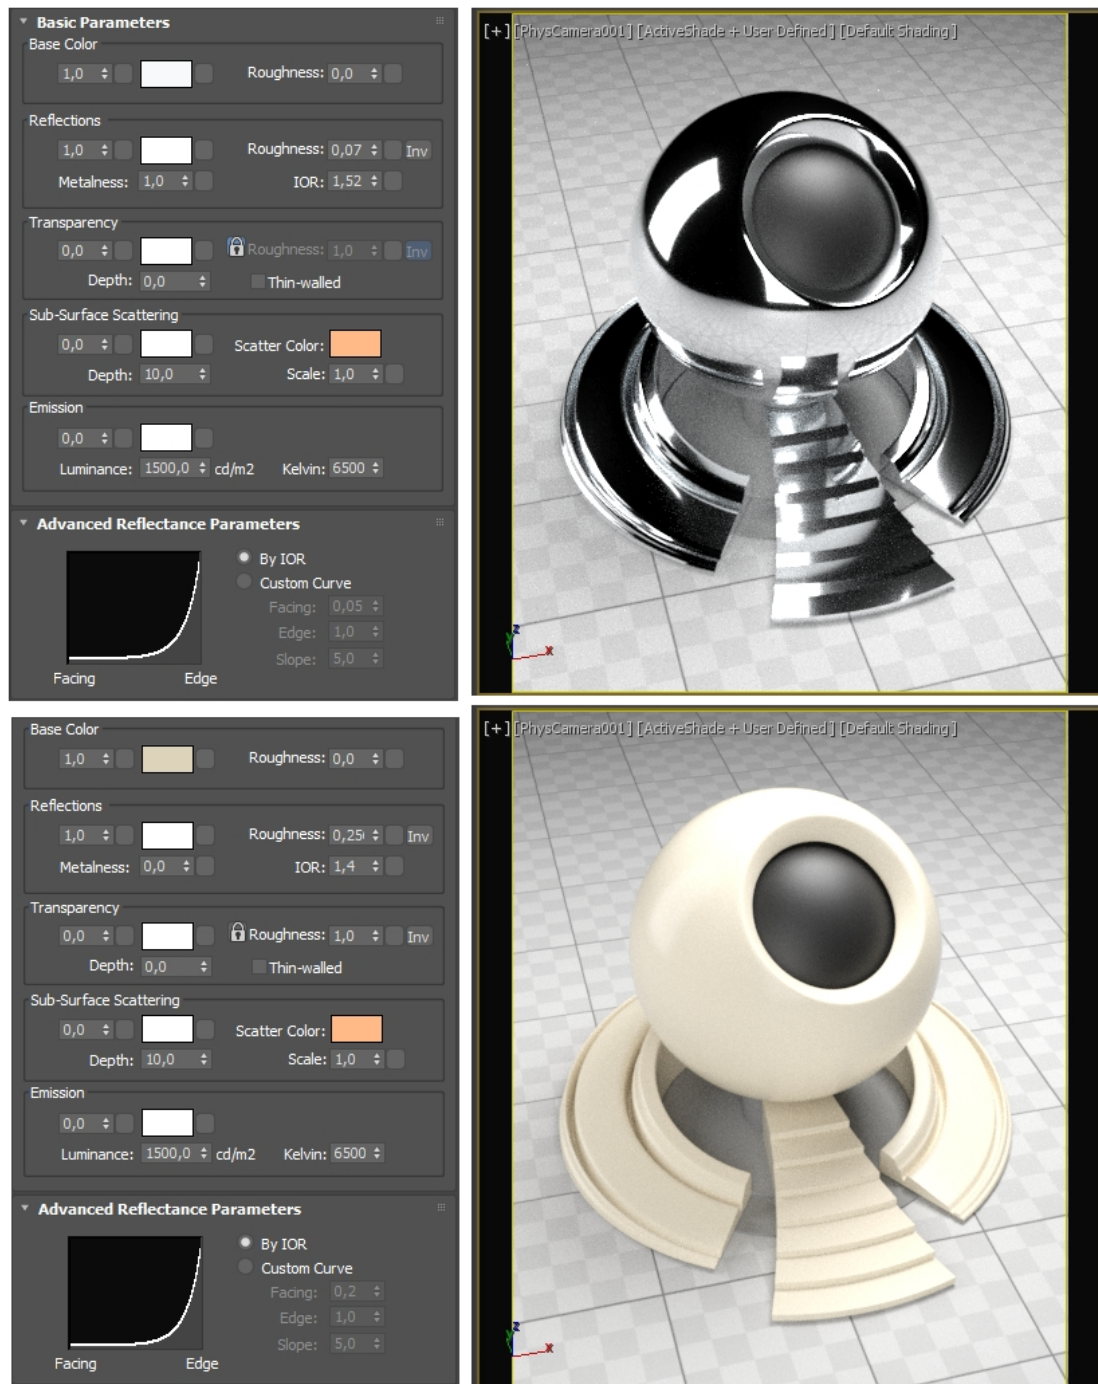 Basic Parameters
Base Color
1,0 Roughness: 0,0
Reflections
1,0 Roughness: 0,07 Inv
Metalness: 1,0 IOR: 1,52
Transparency
0,0 Roughness: 1,0 Inv
Depth: 0,0 Thin-walled
Sub-Surface Scattering
0,0 Scatter Color:
Depth: 10,0 Scale: 1,0
Emission
0,0
Luminance: 1500,0 cd/m2 Kelvin: 6500
Advanced Reflectance Parameters
By IOR
Custom Curve
Facing: 0,05
Edge: 1,0
Slope: 5,0
Facing Edge
[+] [PhysCamera001] [ActiveShade + User Defined] [Default Shading]
z
y
x
Base Color
1,0 Roughness: 0,0
Reflections
1,0 Roughness: 0,25 Inv
Metalness: 0,0 IOR: 1,4
Transparency
0,0 Roughness: 1,0 Inv
Depth: 0,0 Thin-walled
Sub-Surface Scattering
0,0 Scatter Color:
Depth: 10,0 Scale: 1,0
Emission
0,0
Luminance: 1500,0 cd/m2 Kelvin: 6500
Advanced Reflectance Parameters
By IOR
Custom Curve
Facing: 0,2
Edge: 1,0
Slope: 5,0
Facing Edge
[+] [PhysCamera001] [ActiveShade + User Defined] [Default Shading]
z
y
x